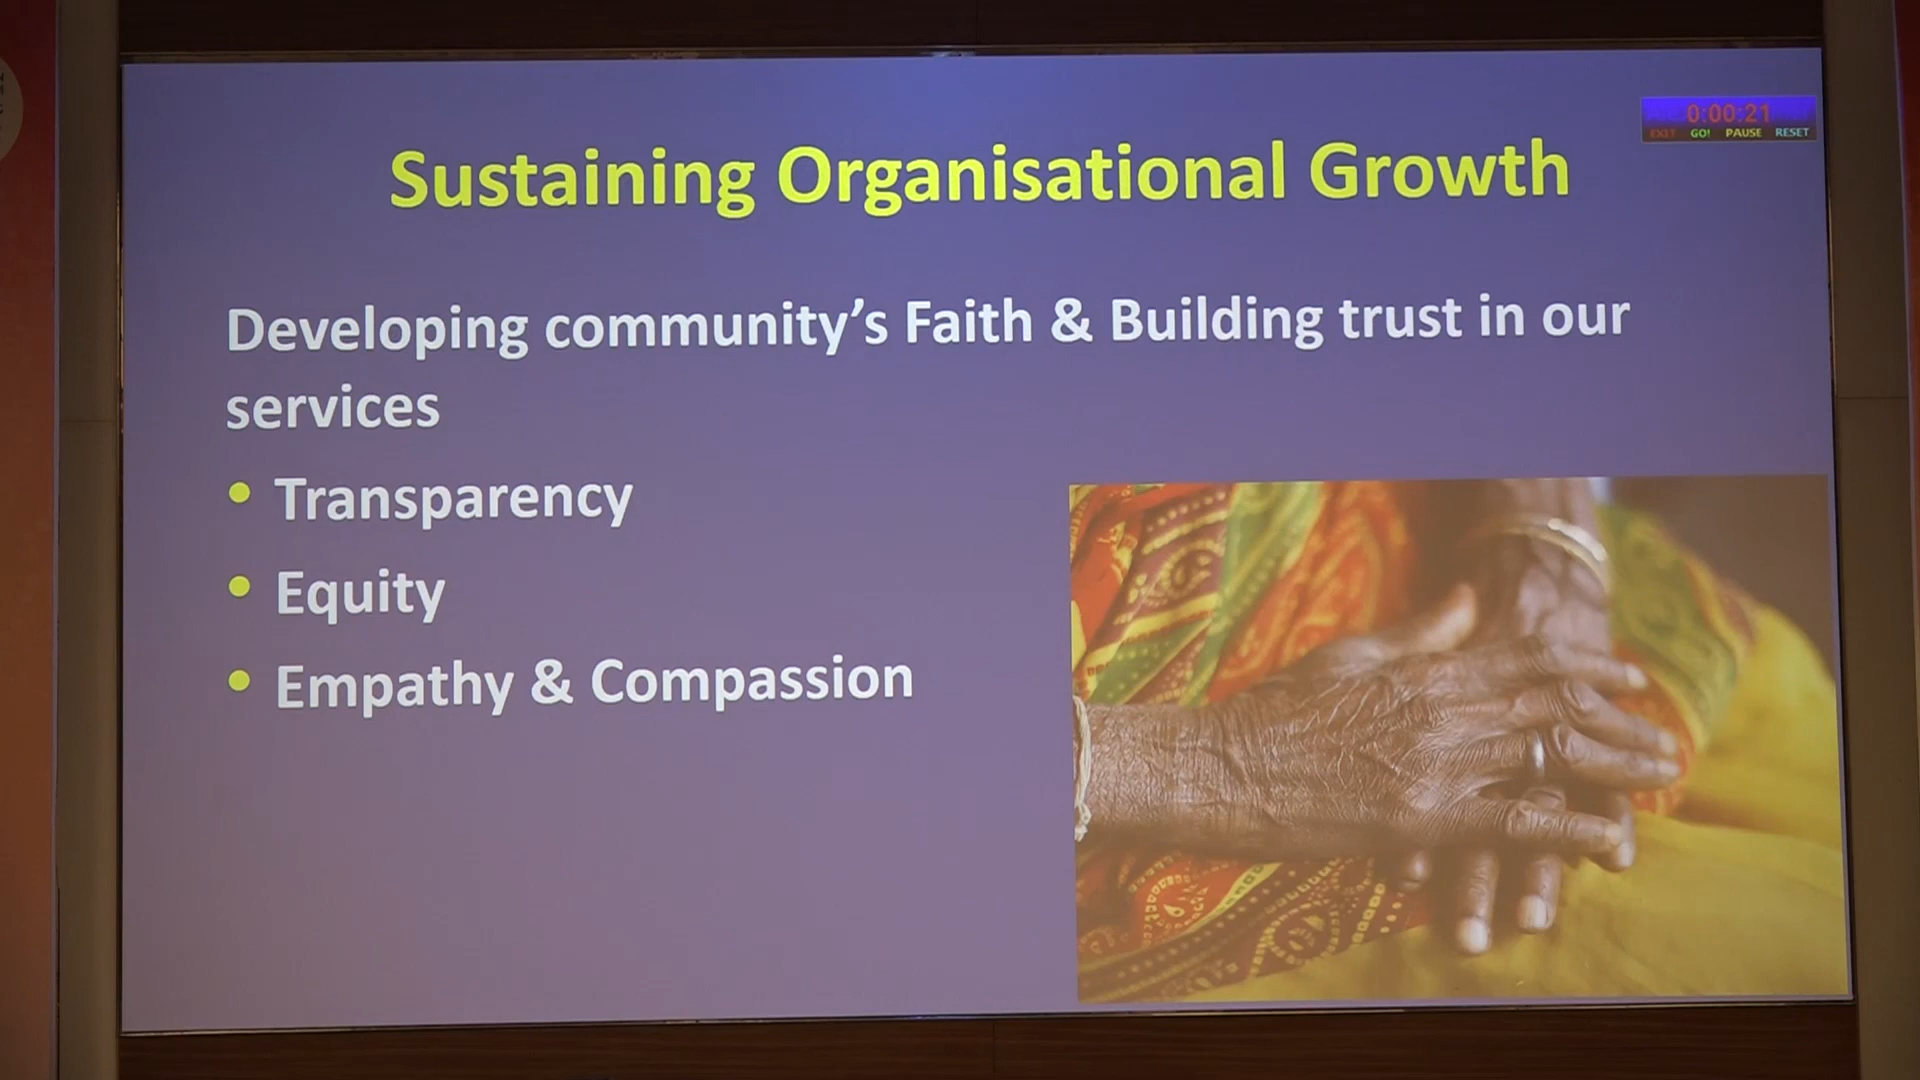 0:00:21
EXIT GO! PAUSE RESET
Sustaining Organisational Growth
Developing community’s Faith & Building trust in our
services
• Transparency
• Equity
• Empathy & Compassion